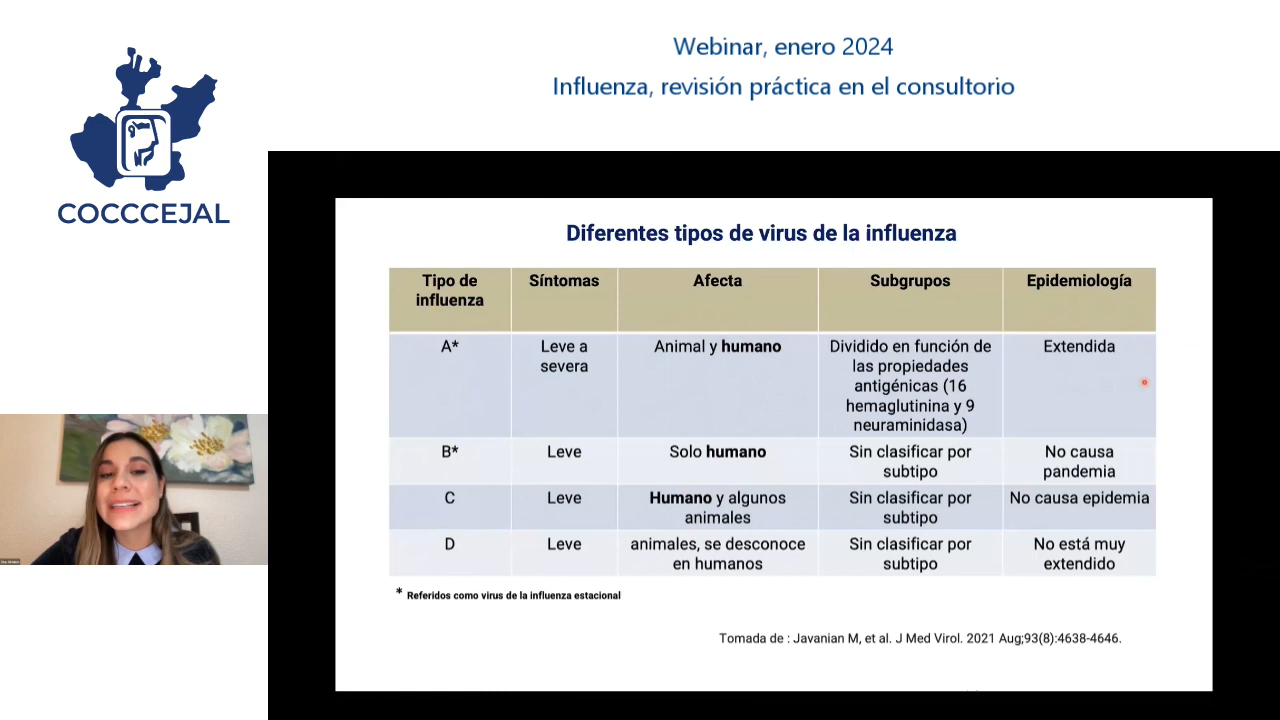 Webinar, enero 2024
Influenza, revisión práctica en el consultorio
COCCCEJAL
Diferentes tipos de virus de la influenza
Tipo de influenza Síntomas Afecta Subgrupos Epidemiología
A* Leve a severa Animal y humano Dividido en función de las propiedades antigénicas (16 hemaglutinina y 9 neuraminidasa) Extendida
B* Leve Solo humano Sin clasificar por subtipo No causa pandemia
C Leve Humano y algunos animales Sin clasificar por subtipo No causa epidemia
D Leve animales, se desconoce en humanos Sin clasificar por subtipo No está muy extendido
* Referidos como virus de la influenza estacional
Tomada de : Javanian M, et al. J Med Virol. 2021 Aug;93(8):4638-4646.